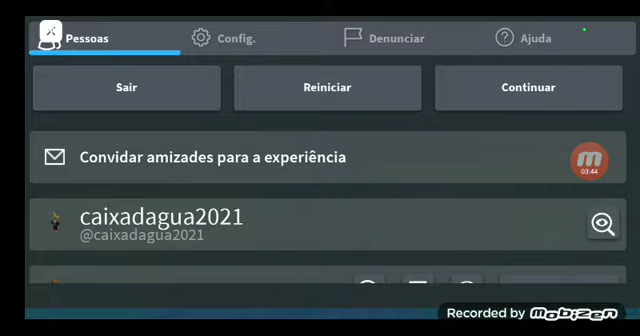 Pessoas
Config.
Denunciar
Ajuda
Sair
Reiniciar
Continuar
Convidar amizades para a experiência
m
03:44
caixadagua2021
@caixadagua2021
Recorded by mobizen